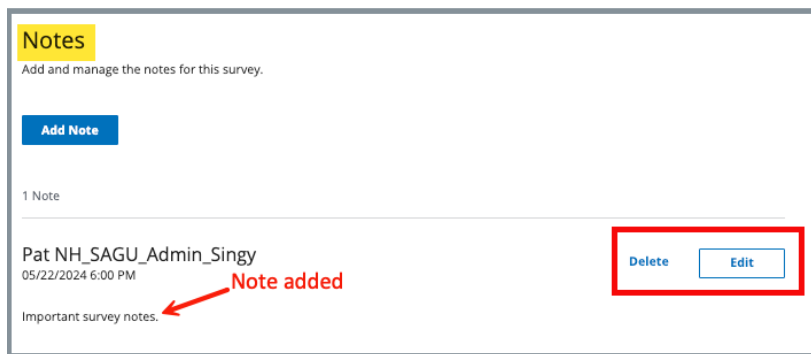 Notes
Add and manage the notes for this survey.
Add Note
1 Note
Pat NH_SAGU_Admin_Singy
05/22/2024 6:00 PM
Delete
Edit
Note added
Important survey notes.